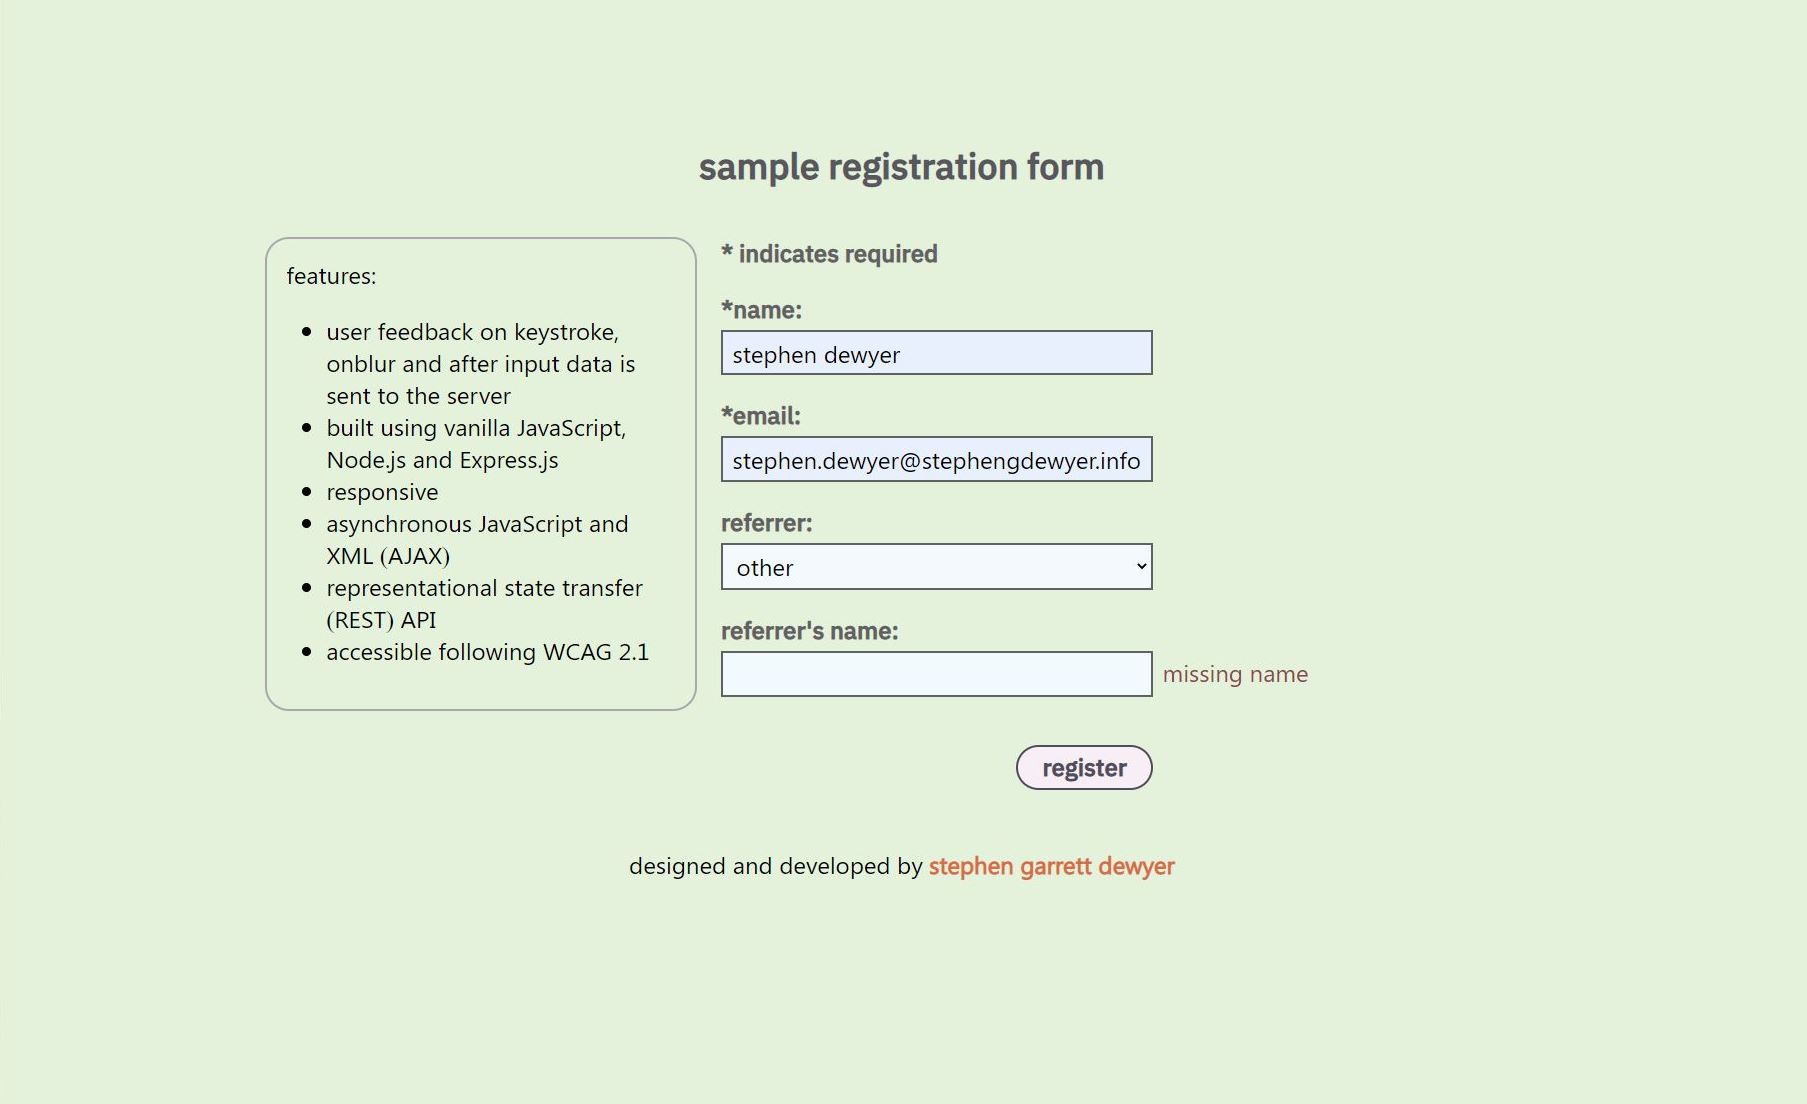 sample registration form
features:
• user feedback on keystroke,
onblur and after input data is
sent to the server
• built using vanilla JavaScript,
Node.js and Express.js
• responsive
• asynchronous JavaScript and
XML (AJAX)
• representational state transfer
(REST) API
• accessible following WCAG 2.1
* indicates required
*name:
stephen dewyer
*email:
stephen.dewyer@stephengdewyer.info
referrer:
other
referrer's name:
missing name
register
designed and developed by stephen garrett dewyer